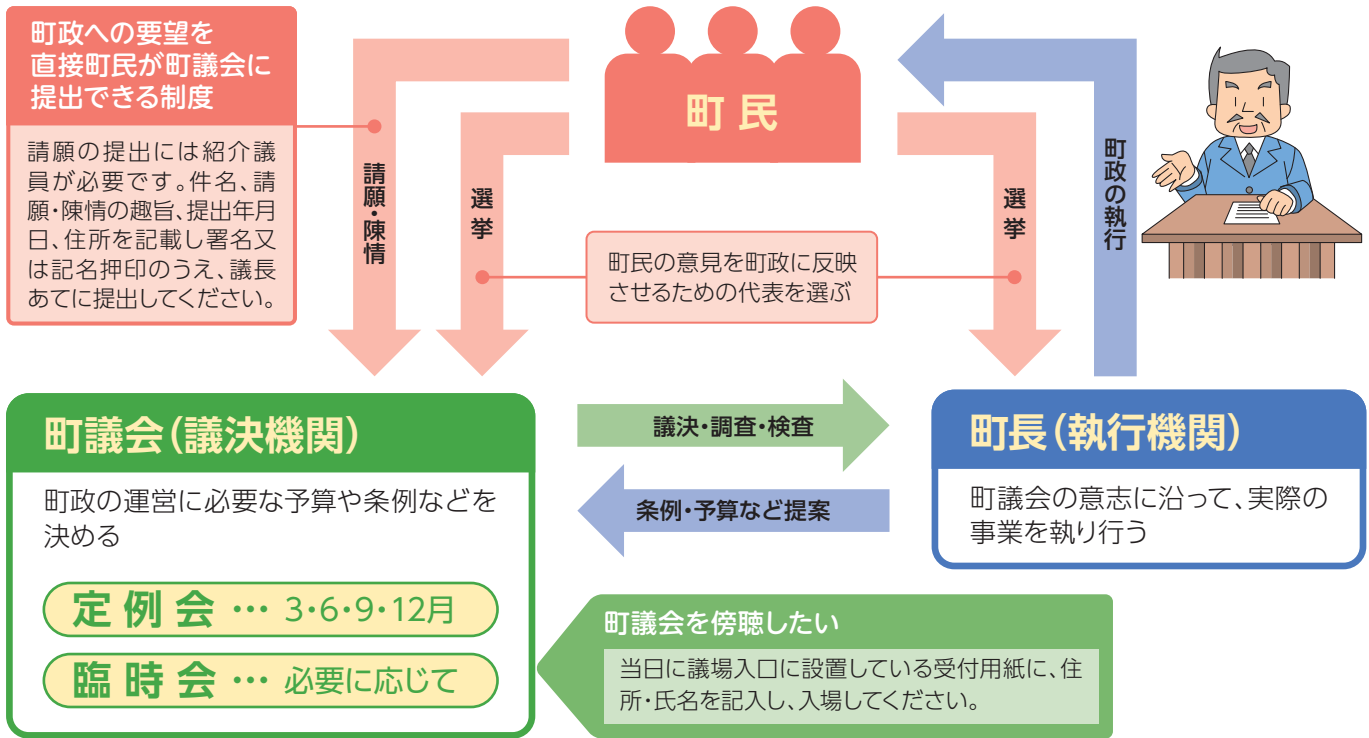 町政への要望を
直接町民が町議会に
提出できる制度
請願の提出には紹介議
員が必要です。件名、請
願・陳情の趣旨、提出年月
日、住所を記載し署名又
は記名押印のうえ、議長
あてに提出してください。
町民
請願・陳情
選挙
選挙
町政の執行
町民の意見を町政に反映
させるための代表を選ぶ
町議会(議決機関)
町政の運営に必要な予算や条例などを
決める
定例会 … 3・6・9・12月
臨時会 … 必要に応じて
議決・調査・検査
条例・予算など提案
町長(執行機関)
町議会の意志に沿って、実際の
事業を執り行う
町議会を傍聴したい
当日に議場入口に設置している受付用紙に、住
所・氏名を記入し、入場してください。